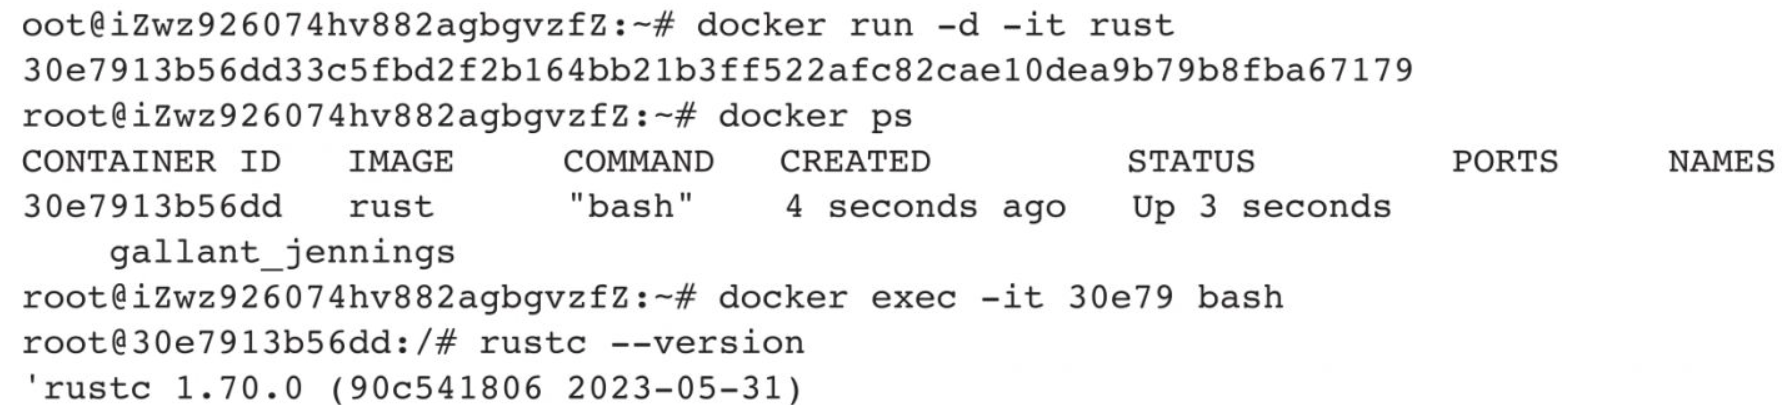 oot@iZwz926074hv882agbgvzfZ:~# docker run -d -it rust
30e7913b56dd33c5fbd2f2b164bb21b3ff522afc82cae10dea9b79b8fba67179
root@iZwz926074hv882agbgvzfZ:~# docker ps
CONTAINER ID   IMAGE     COMMAND   CREATED         STATUS         PORTS     NAMES
30e7913b56dd   rust      "bash"    4 seconds ago   Up 3 seconds
    gallant_jennings
root@iZwz926074hv882agbgvzfZ:~# docker exec -it 30e79 bash
root@30e7913b56dd:/# rustc --version
'rustc 1.70.0 (90c541806 2023-05-31)